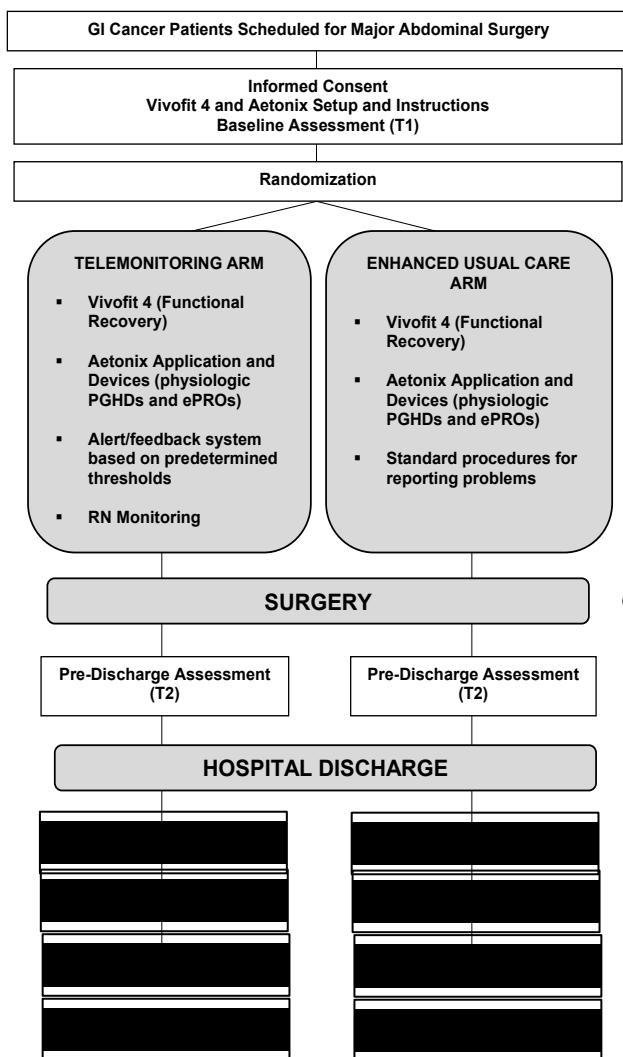 GI Cancer Patients Scheduled for Major Abdominal Surgery
Informed Consent
Vivofit 4 and Aetonix Setup and Instructions
Baseline Assessment (T1)
Randomization
TELEMONITORING ARM
▪ Vivofit 4 (Functional
Recovery)
▪ Aetonix Application and
Devices (physiologic
PGHDs and ePROs)
▪ Alert/feedback system
based on predetermined
thresholds
▪ RN Monitoring
ENHANCED USUAL CARE
ARM
▪ Vivofit 4 (Functional
Recovery)
▪ Aetonix Application and
Devices (physiologic
PGHDs and ePROs)
▪ Standard procedures for
reporting problems
SURGERY
Pre-Discharge Assessment
(T2)
Pre-Discharge Assessment
(T2)
HOSPITAL DISCHARGE